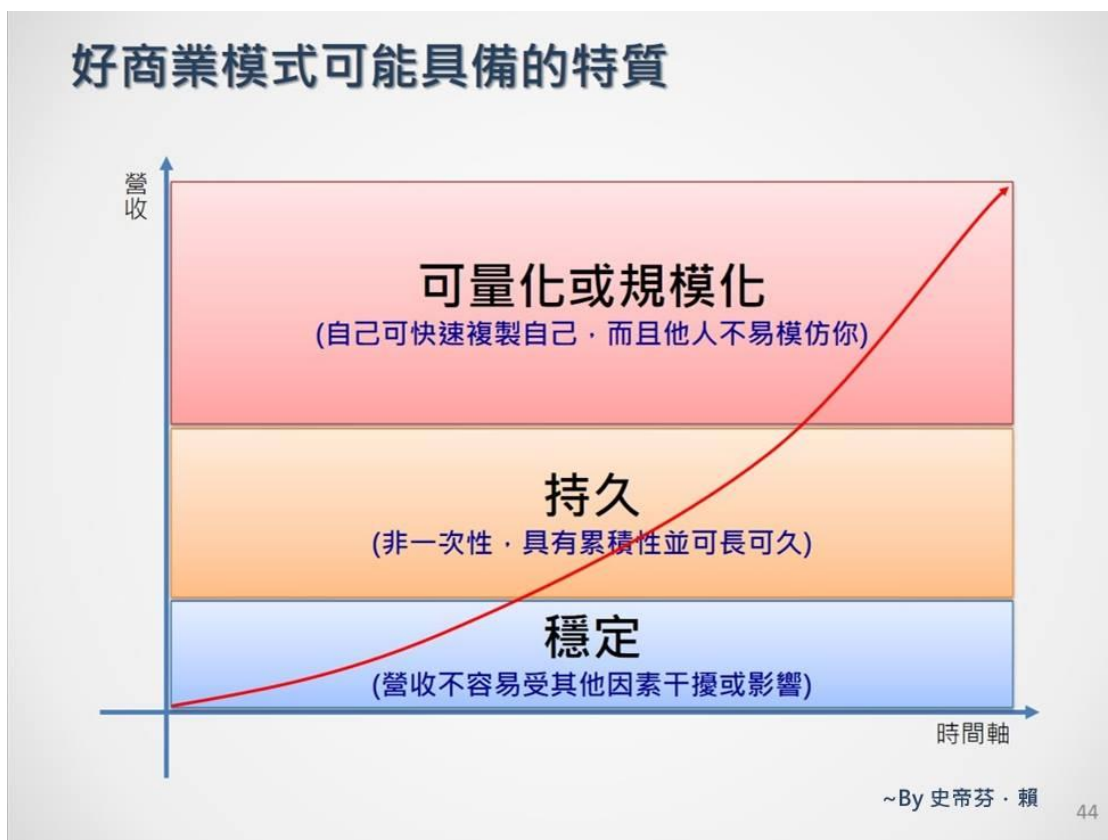 好商業模式可能具備的特質
營收
可量化或規模化
(自己可快速複製自己，而且他人不易模仿你)
持久
(非一次性，具有累積性並可長可久)
穩定
(營收不容易受其他因素干擾或影響)
時間軸
~By 史帝芬．賴
44